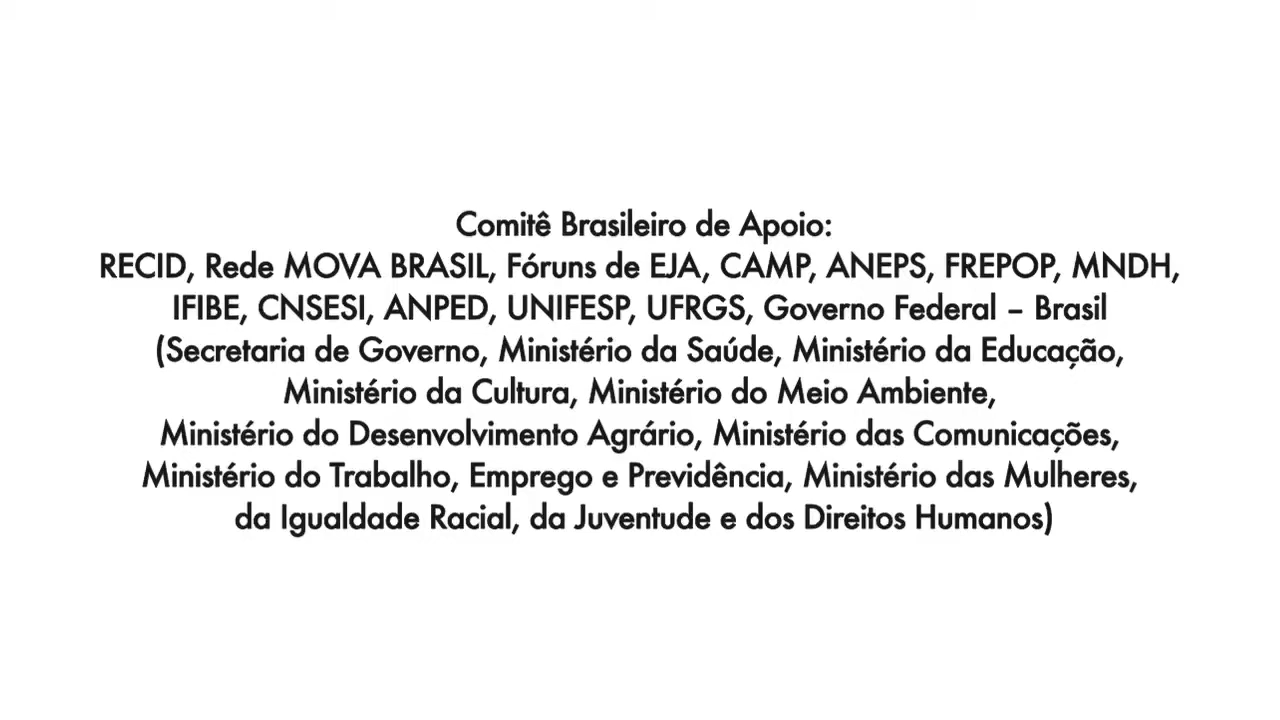 Comitê Brasileiro de Apoio:
RECID, Rede MOVA BRASIL, Fóruns de EJA, CAMP, ANEPS, FREPOP, MNDH,
IFIBE, CNSESI, ANPED, UNIFESP, UFRGS, Governo Federal – Brasil
(Secretaria de Governo, Ministério da Saúde, Ministério da Educação,
Ministério da Cultura, Ministério do Meio Ambiente,
Ministério do Desenvolvimento Agrário, Ministério das Comunicações,
Ministério do Trabalho, Emprego e Previdência, Ministério das Mulheres,
da Igualdade Racial, da Juventude e dos Direitos Humanos)